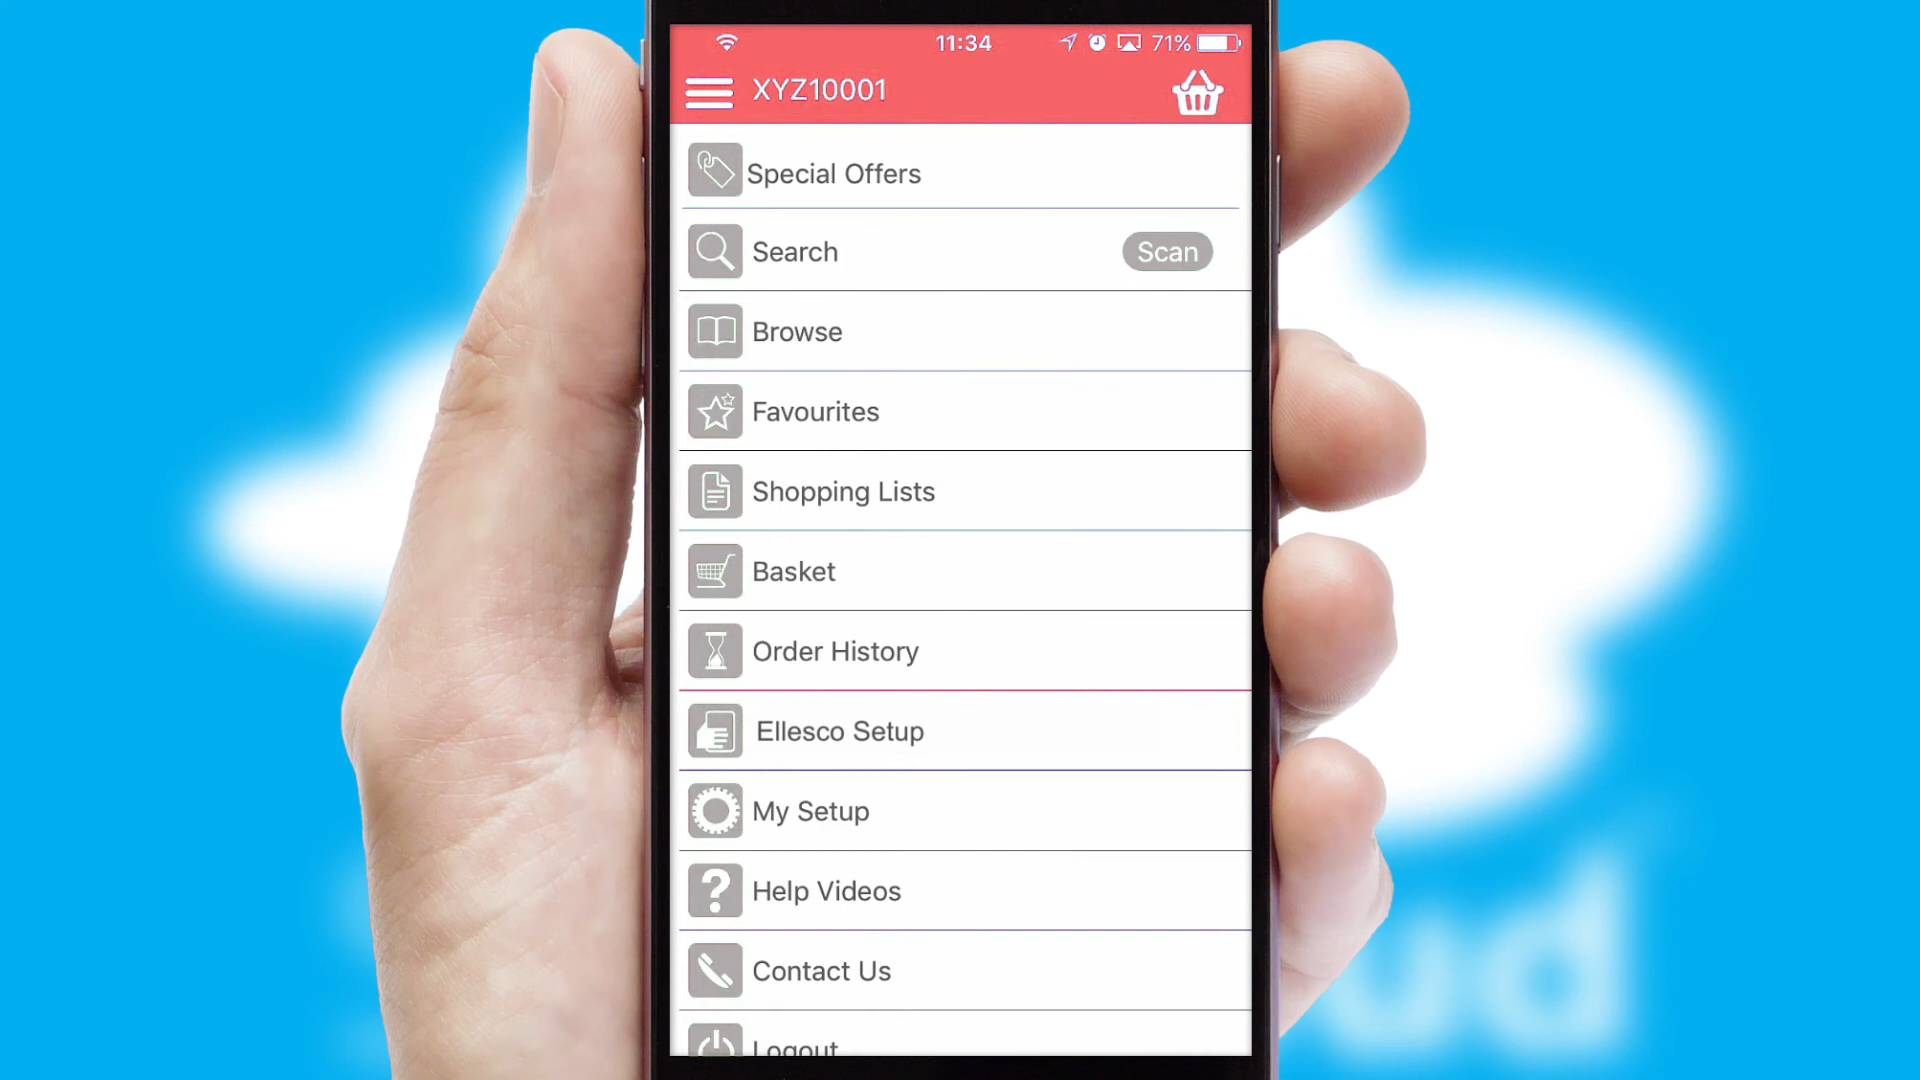 11:34
71%
XYZ10001
Special Offers
Search
Scan
Browse
Favourites
Shopping Lists
Basket
Order History
Ellesco Setup
My Setup
Help Videos
Contact Us
Logout
ud